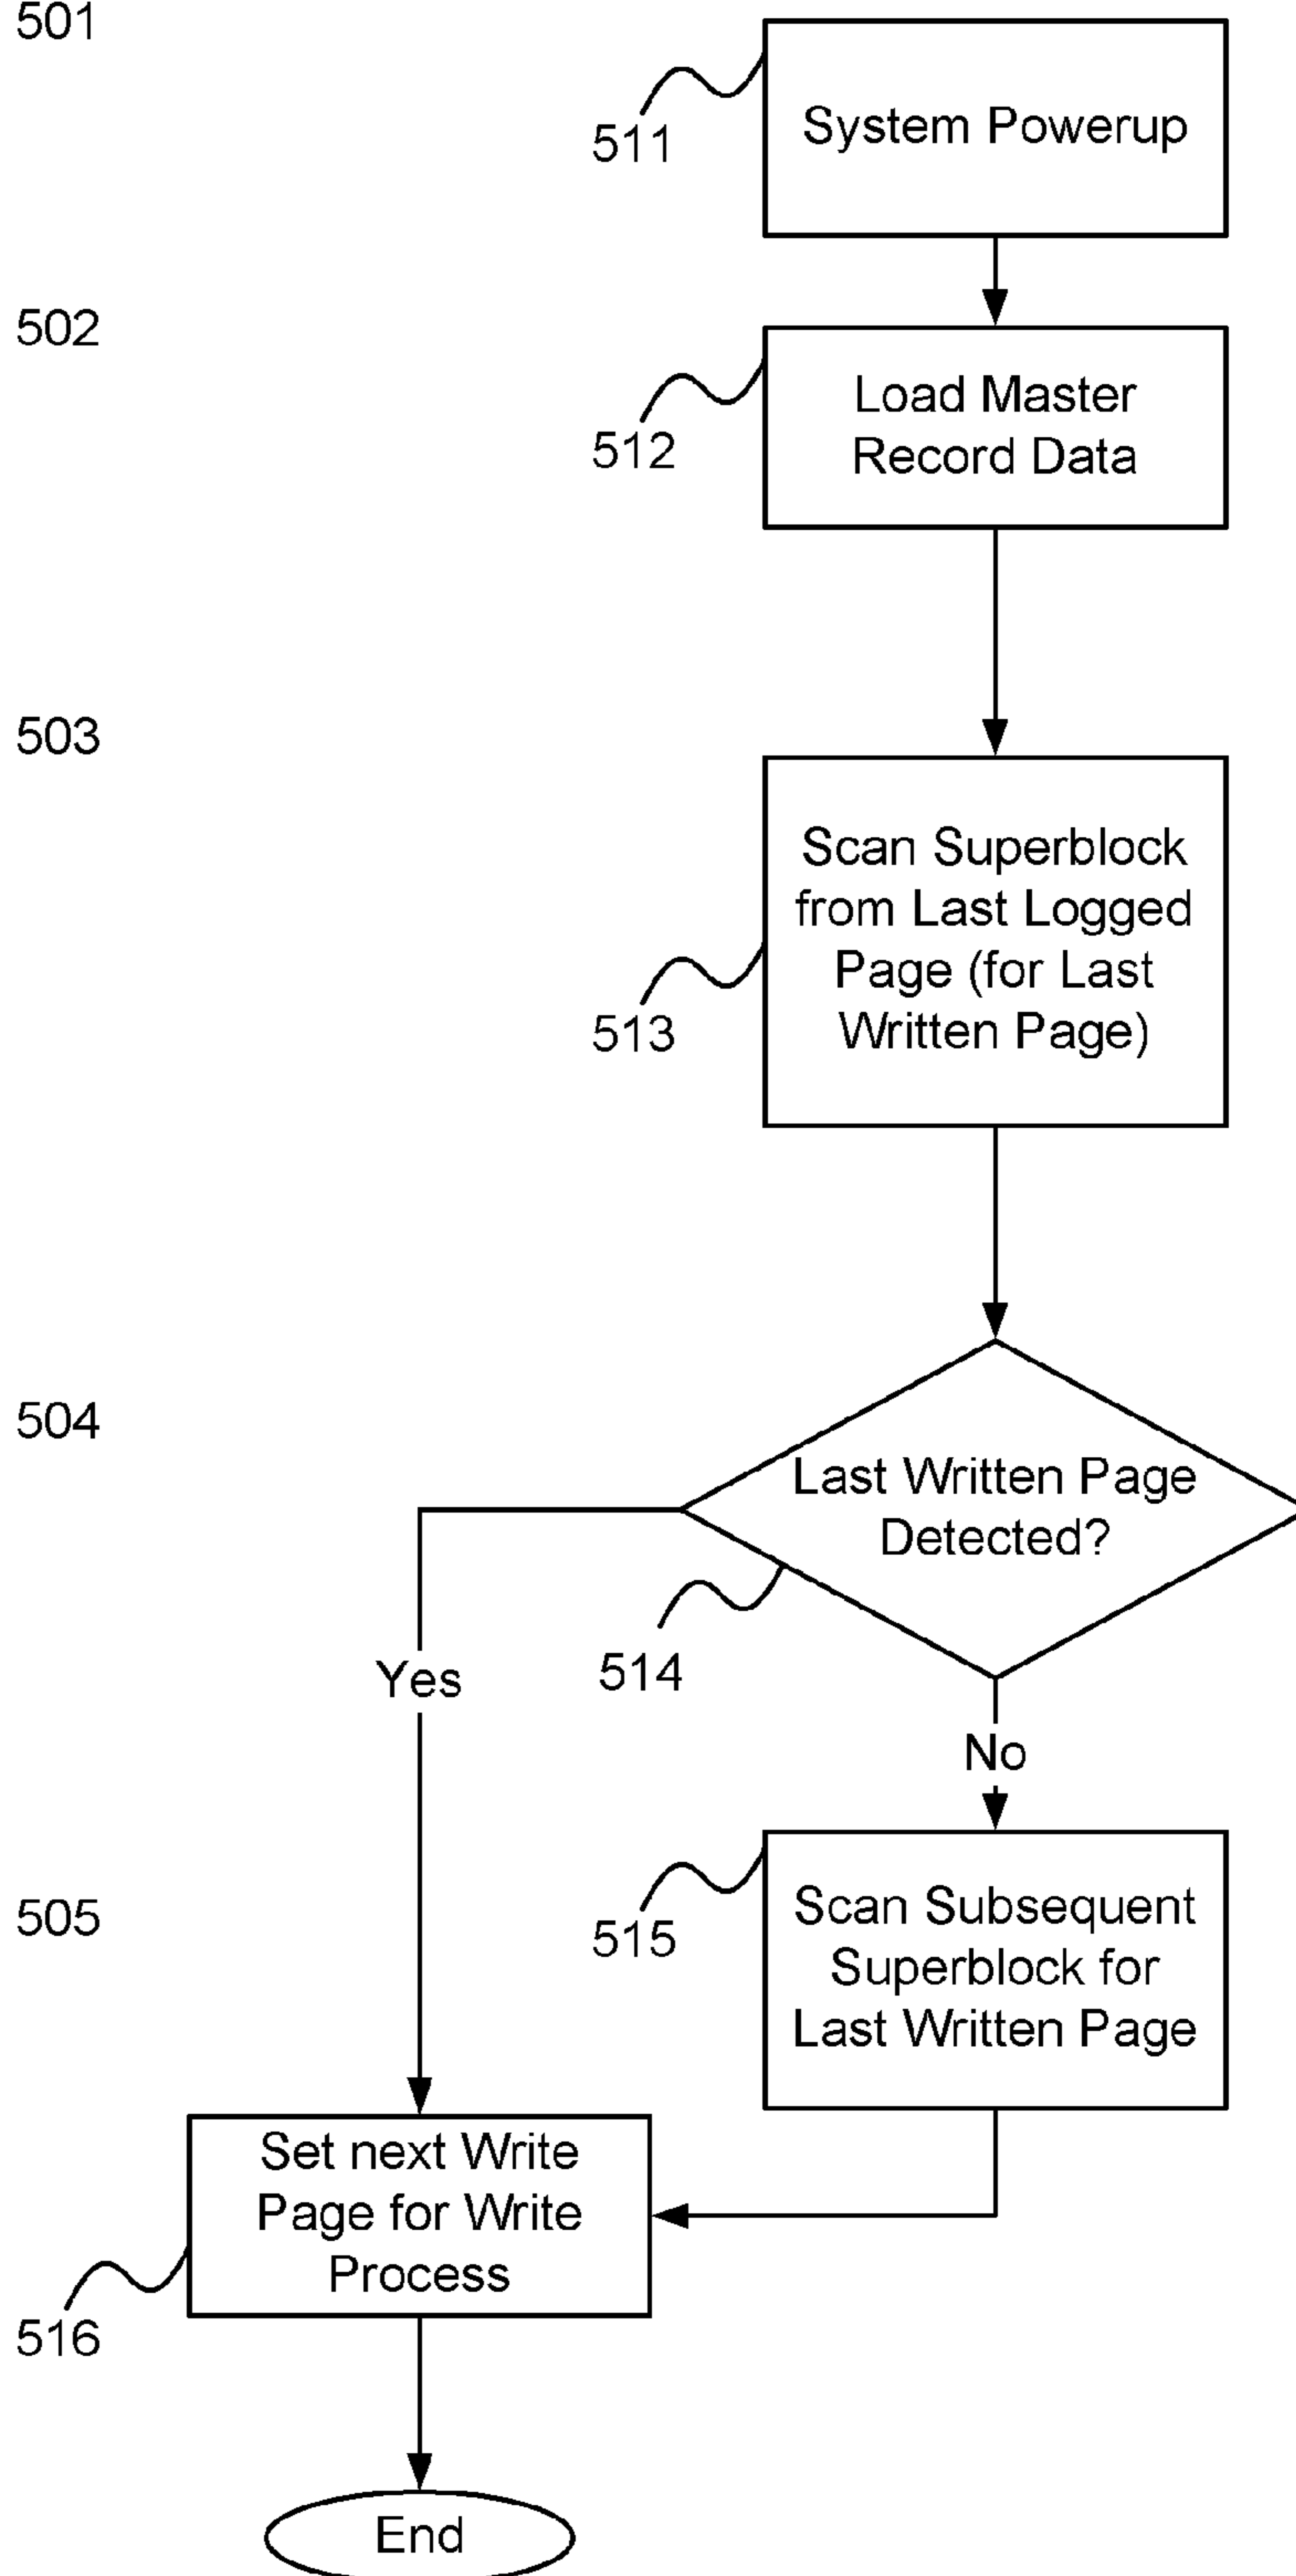 501
System Powerup
511
502
Load Master
Record Data
512
503
Scan Superblock
from Last Logged
Page (for Last
Written Page)
513
504
Last Written Page
Detected?
514
Yes
No
505
Scan Subsequent
Superblock for
Last Written Page
515
Set next Write
Page for Write
Process
516
End